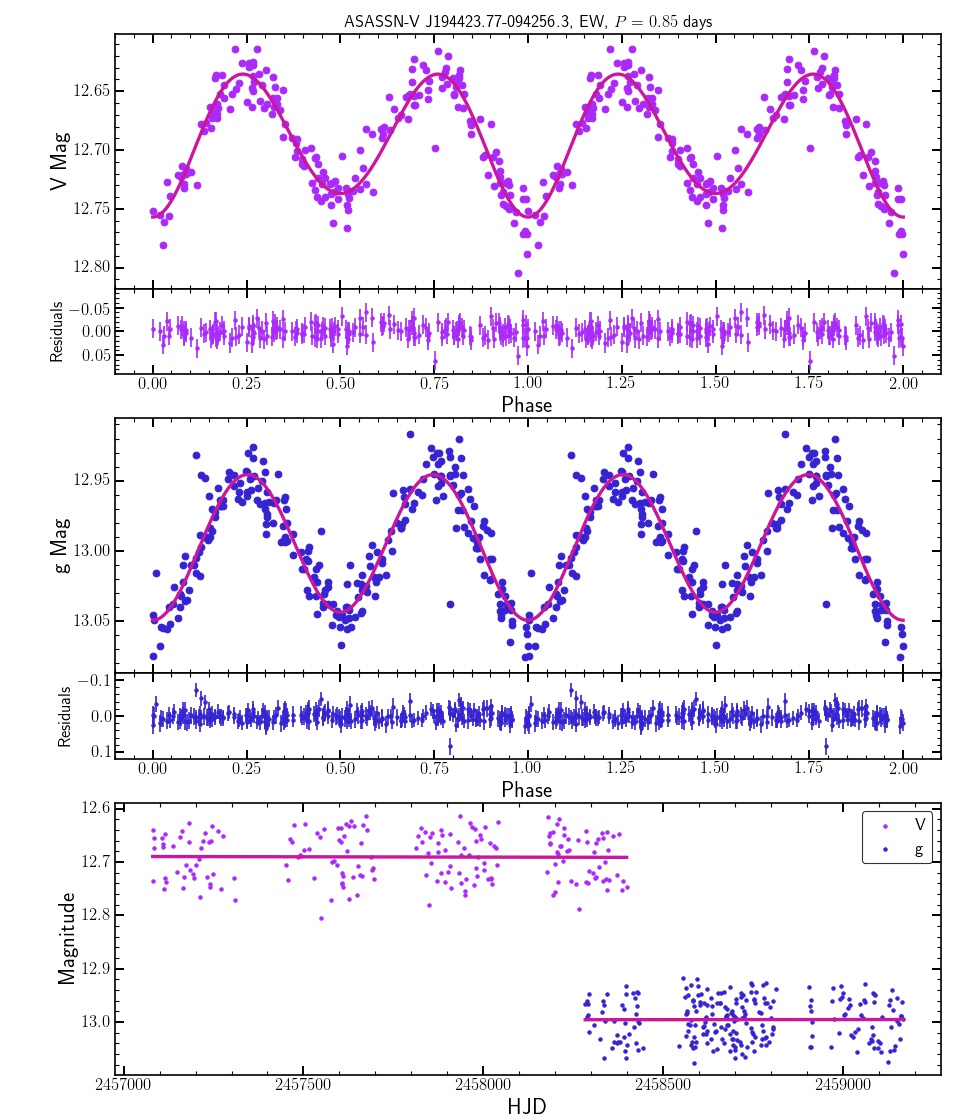 ASASSN-V J194423.77-094256.3, EW, P = 0.85 days
V Mag
12.65
12.70
12.75
12.80
Residuals
−0.05
0.00
0.05
0.00 0.25 0.50 0.75 1.00 1.25 1.50 1.75 2.00
Phase
g Mag
12.95
13.00
13.05
Residuals
−0.1
0.0
0.1
0.00 0.25 0.50 0.75 1.00 1.25 1.50 1.75 2.00
Phase
Magnitude
12.6
12.7
12.8
12.9
13.0
V
g
2457000 2457500 2458000 2458500 2459000
HJD